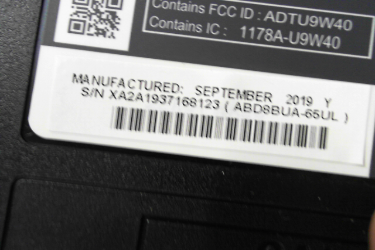 Contains FCC ID : ADTU9W40
Contains IC : 1178A-U9W40
MANUFACTURED: SEPTEMBER 2019 Y
S/N XA2A1937168123 ( ABD8BUA-65UL )